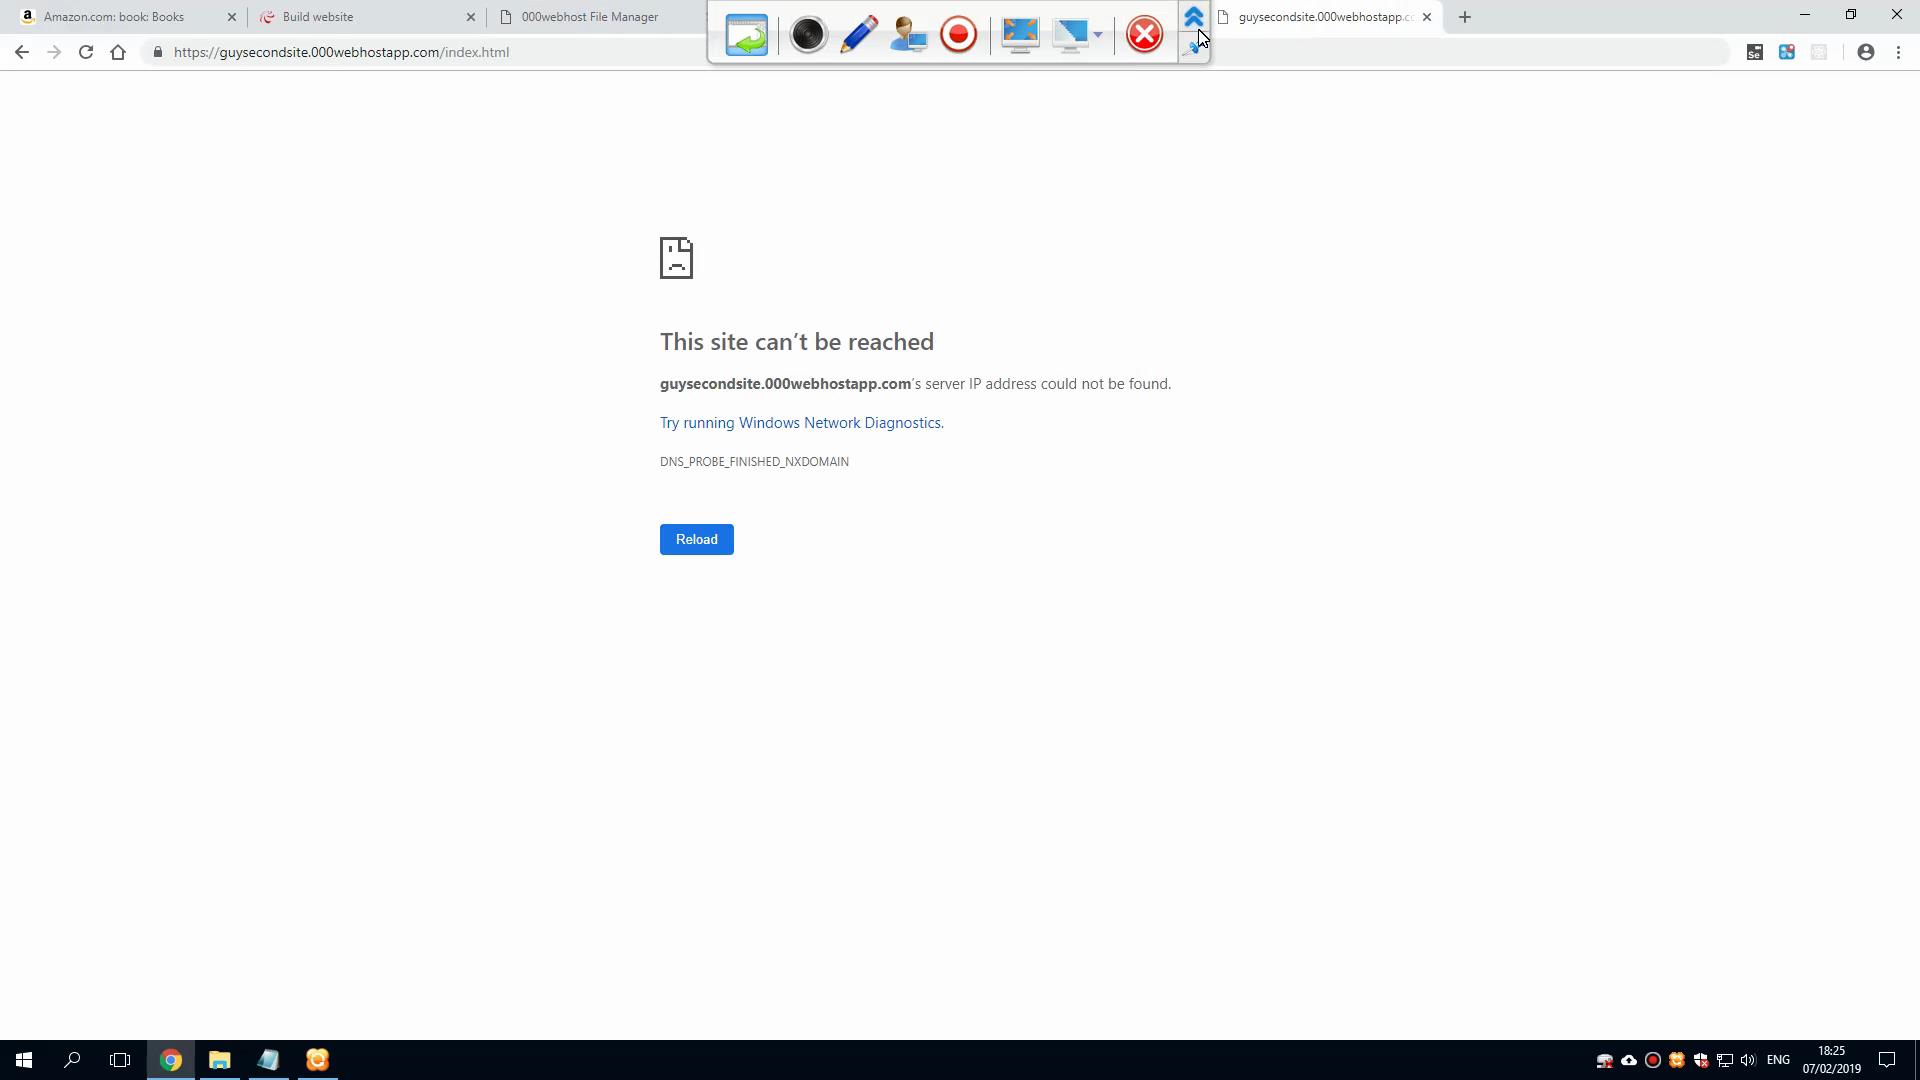 Amazon.com: book: Books
Build website
000webhost File Manager
guysecondsite.000webhostapp.c
https://guysecondsite.000webhostapp.com/index.html
Se
This site can’t be reached
guysecondsite.000webhostapp.com’s server IP address could not be found.
Try running Windows Network Diagnostics.
DNS_PROBE_FINISHED_NXDOMAIN
Reload
ENG
18:25
07/02/2019